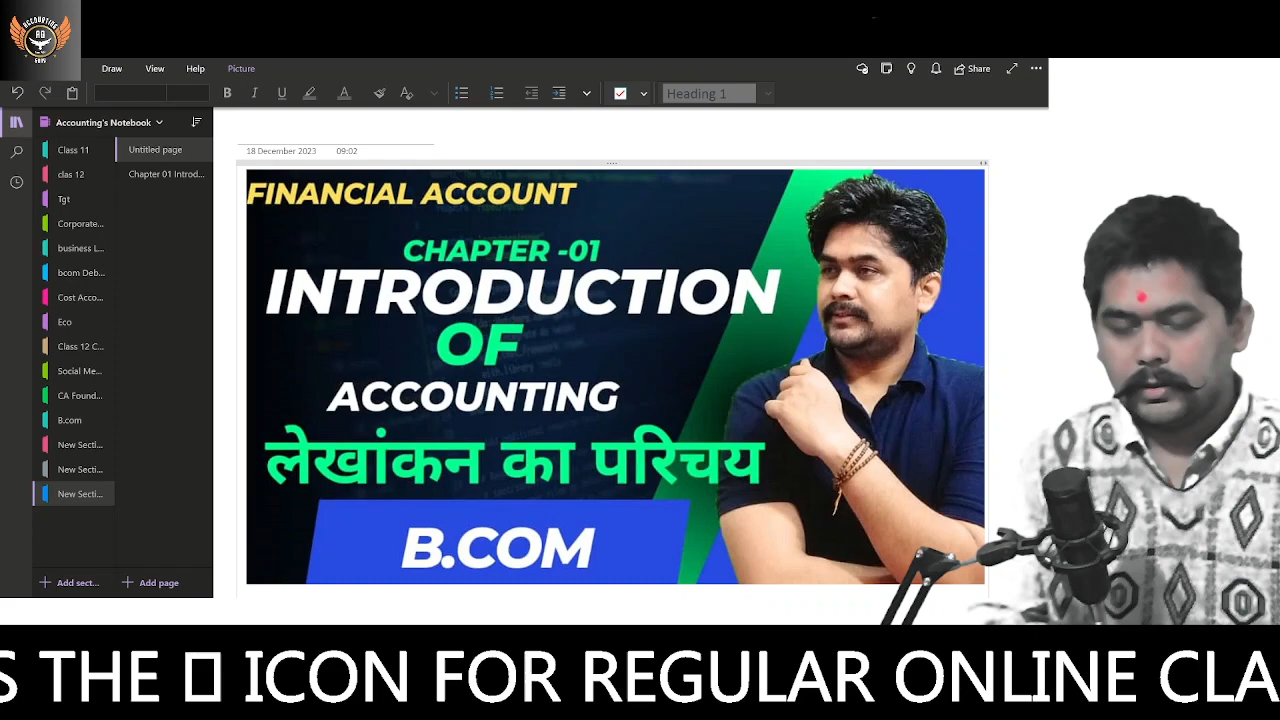 ACCOUNTING
AG
EASY
Draw View Help Picture
Share
Heading 1
Accounting's Notebook
Class 11
clas 12
Tgt
Corporate...
business L...
bcom Deb...
Cost Acco...
Eco
Class 12 C...
Social Me...
CA Found...
B.com
New Secti...
New Secti...
New Secti...
Add sect...
Untitled page
Chapter 01 Introd...
Add page
18 December 2023 09:02
FINANCIAL ACCOUNT
CHAPTER -01
INTRODUCTION
OF
ACCOUNTING
लेखांकन का परिचय
B.COM
S THE ICON FOR REGULAR ONLINE CLA